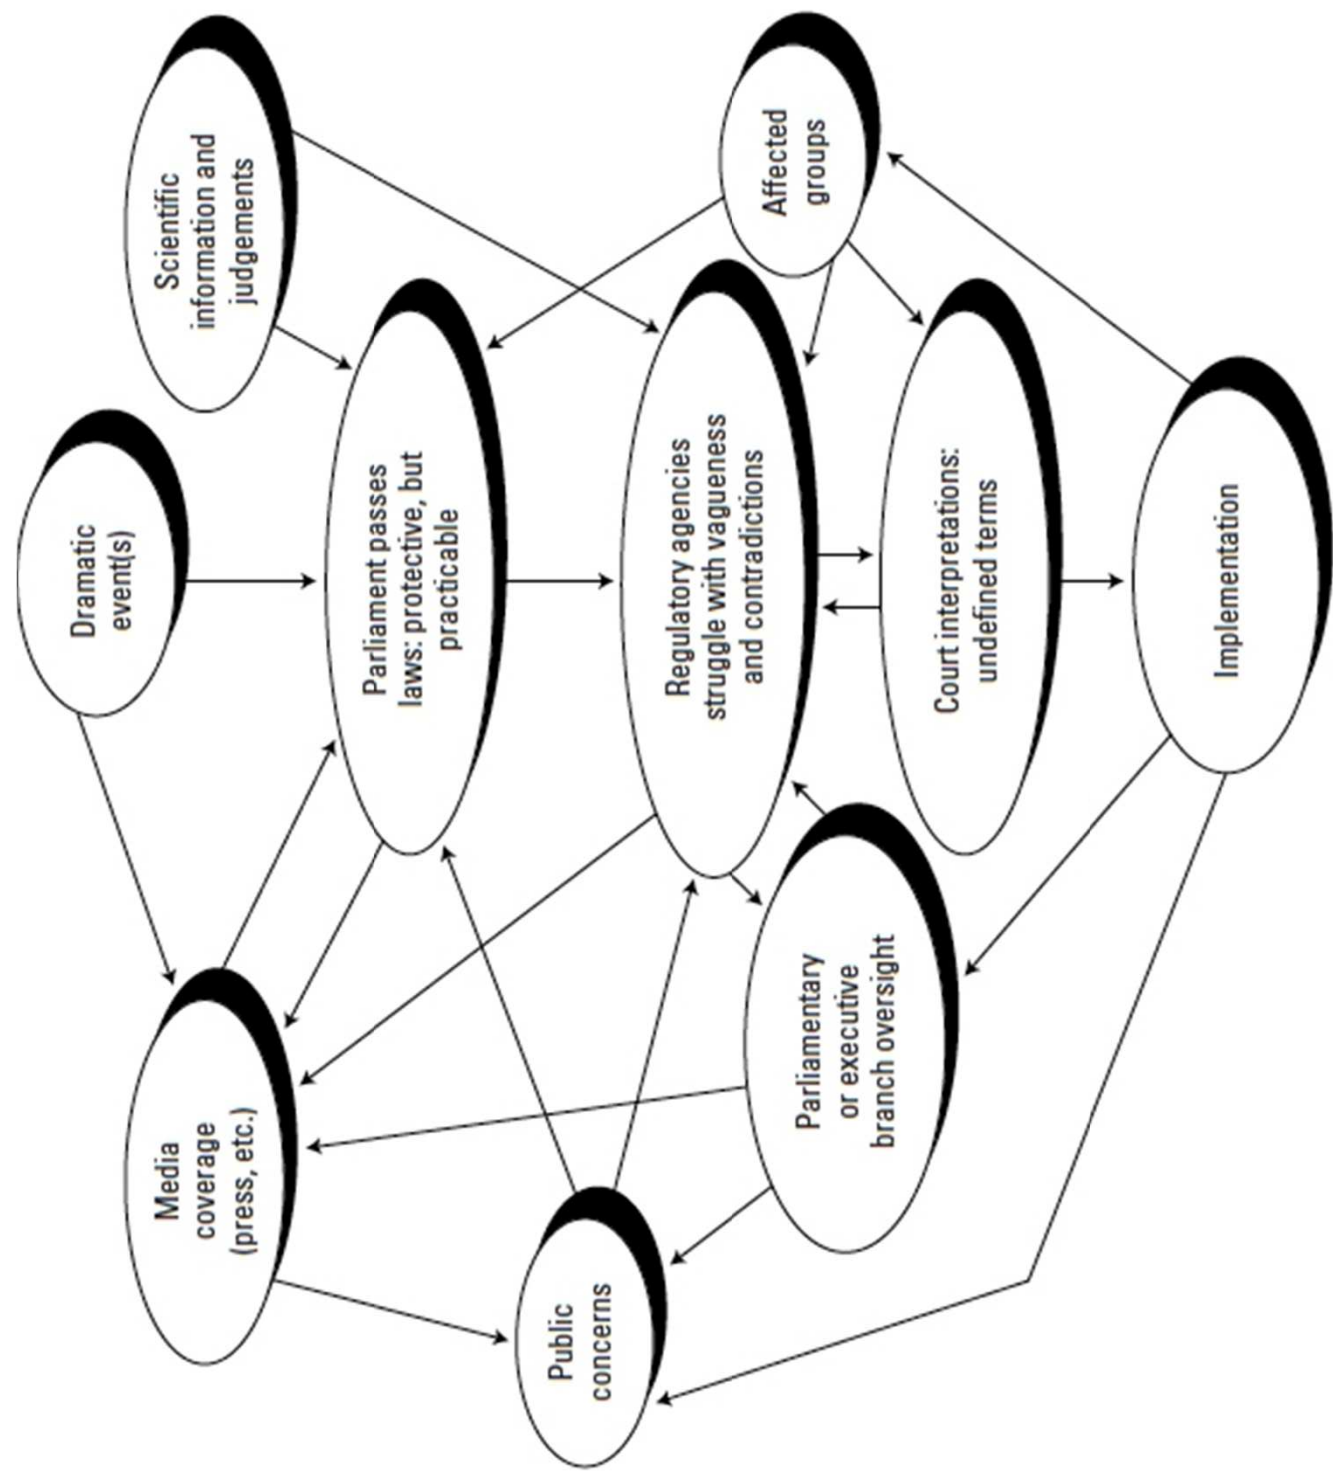 Dramatic
event(s)
Media
coverage
(press, etc.)
Scientific
information and
judgements
Parliament passes
laws: protective, but
practicable
Public
concerns
Regulatory agencies
struggle with vagueness
and contradictions
Affected
groups
Parliamentary
or executive
branch oversight
Court interpretations:
undefined terms
Implementation